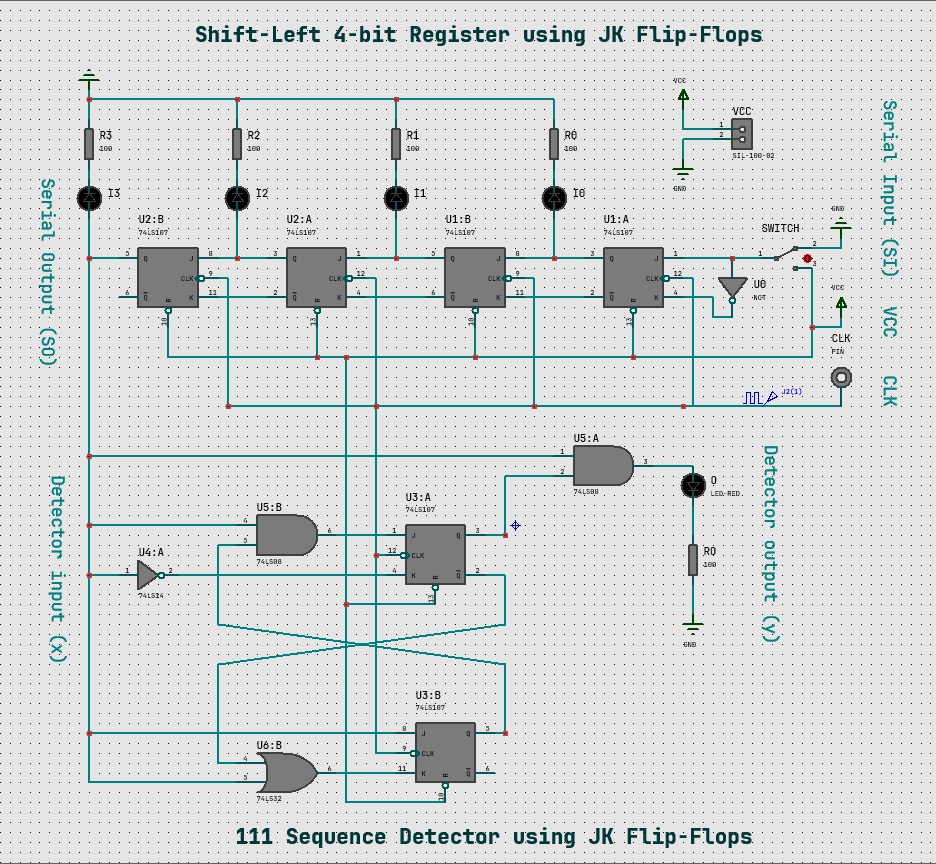 Shift-Left 4-bit Register using JK Flip-Flops
VCC
VCC
1
2
SIL-100-02
GND
R3
100
R2
100
R1
100
R0
100
I3
I2
I1
I0
Serial Output (SO)
Serial Input (SI)
VCC
CLK
U2:B
74LS107
U2:A
74LS107
U1:B
74LS107
U1:A
74LS107
SWITCH
GND
5 Q J 8
CLK 9
6 Q K 11
R
10
3 Q J 1
CLK 12
2 Q K 4
R
13
5 Q J 8
CLK 9
6 Q K 11
R
10
3 Q J 1
CLK 12
2 Q K 4
R
13
1
2
3
U0
NOT
VCC
CLK
PIN
J2(1)
U5:A
1
2
3
74LS08
O
LED-RED
R0
100
GND
Detector input (x)
Detector output (y)
U5:B
4
5
6
74LS08
U4:A
1
2
74LS14
U3:A
74LS107
1 J Q 3
12 CLK
4 K Q 2
R
13
U3:B
74LS107
8 J Q 5
9 CLK
11 K Q 6
R
10
U6:B
4
5
6
74LS32
111 Sequence Detector using JK Flip-Flops